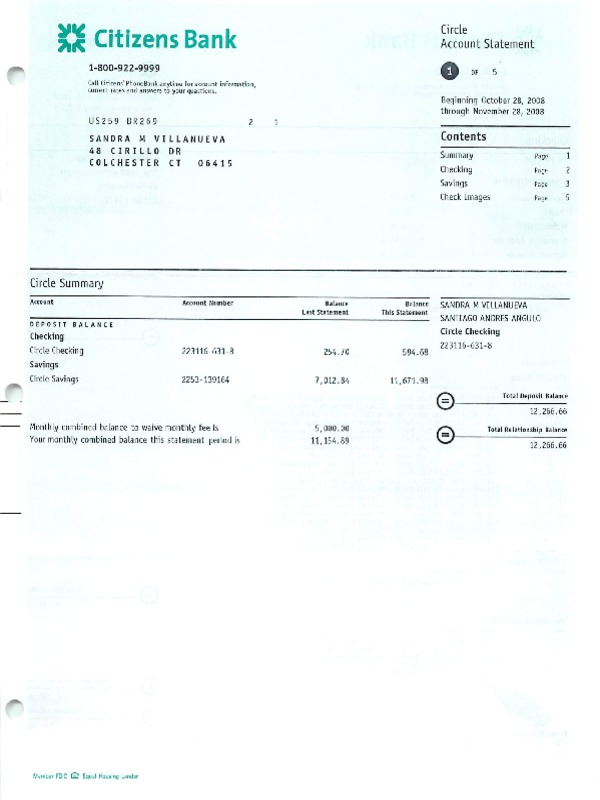 Citizens Bank
1-800-922-9999
Call Citizens' PhoneBank anytime for account information,
current rates and answers to your questions.
US259 BR269 2 1
SANDRA M VILLANUEVA
48 CIRILLO DR
COLCHESTER CT 06415
Circle
Account Statement
1 OF 5
Beginning October 28, 2008
through November 28, 2008
Contents
Summary Page 1
Checking Page 2
Savings Page 3
Check Images Page 5
Circle Summary
Account Account Number Balance Last Statement Balance This Statement
DEPOSIT BALANCE
Checking
Circle Checking 223116-631-8 254.70 594.68
Savings
Circle Savings 2253-139164 7,012.84 11,671.98
Monthly combined balance to waive monthly fee is 5,000.00
Your monthly combined balance this statement period is 11,154.89
SANDRA M VILLANUEVA
SANTIAGO ANDRES ANGULO
Circle Checking
223116-631-8
= Total Deposit Balance
12,266.66
= Total Relationship Balance
12,266.66
Member FDIC Equal Housing Lender